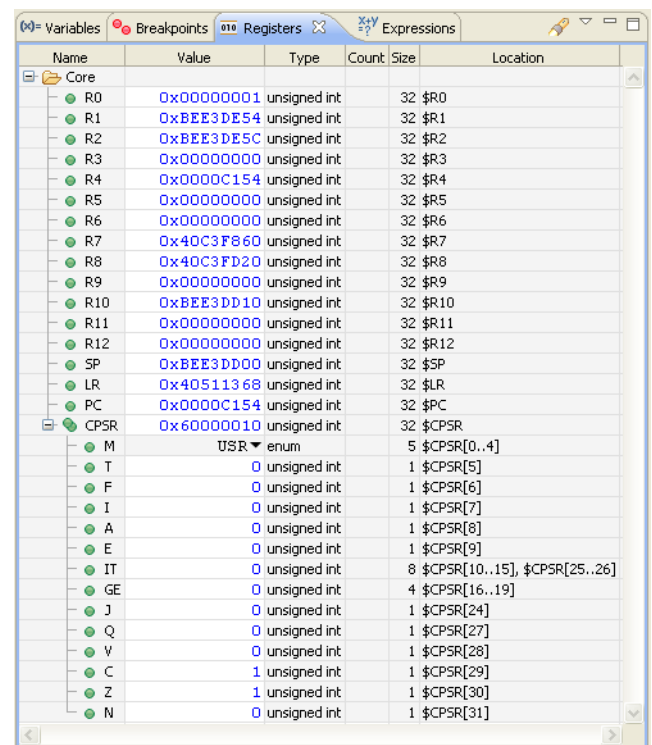 (x)= Variables Breakpoints 010 Registers X+Y =? Expressions
Name Value Type Count Size Location
Core
R0 0x00000001 unsigned int 32 $R0
R1 0xBEE3DE54 unsigned int 32 $R1
R2 0xBEE3DE5C unsigned int 32 $R2
R3 0x00000000 unsigned int 32 $R3
R4 0x0000C154 unsigned int 32 $R4
R5 0x00000000 unsigned int 32 $R5
R6 0x00000000 unsigned int 32 $R6
R7 0x40C3F860 unsigned int 32 $R7
R8 0x40C3FD20 unsigned int 32 $R8
R9 0x00000000 unsigned int 32 $R9
R10 0xBEE3DD10 unsigned int 32 $R10
R11 0x00000000 unsigned int 32 $R11
R12 0x00000000 unsigned int 32 $R12
SP 0xBEE3DD00 unsigned int 32 $SP
LR 0x40511368 unsigned int 32 $LR
PC 0x0000C154 unsigned int 32 $PC
CPSR 0x60000010 unsigned int 32 $CPSR
M USR enum 5 $CPSR[0..4]
T 0 unsigned int 1 $CPSR[5]
F 0 unsigned int 1 $CPSR[6]
I 0 unsigned int 1 $CPSR[7]
A 0 unsigned int 1 $CPSR[8]
E 0 unsigned int 1 $CPSR[9]
IT 0 unsigned int 8 $CPSR[10..15], $CPSR[25..26]
GE 0 unsigned int 4 $CPSR[16..19]
J 0 unsigned int 1 $CPSR[24]
Q 0 unsigned int 1 $CPSR[27]
V 0 unsigned int 1 $CPSR[28]
C 1 unsigned int 1 $CPSR[29]
Z 1 unsigned int 1 $CPSR[30]
N 0 unsigned int 1 $CPSR[31]